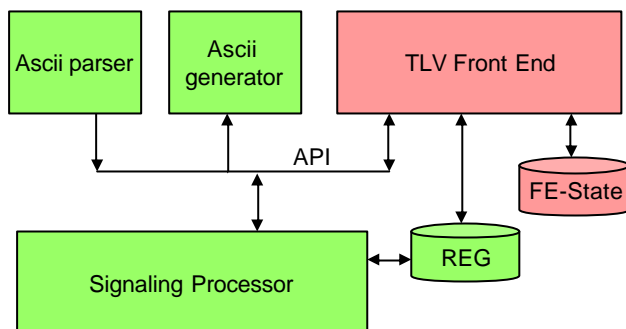 Ascii parser
Ascii
generator
TLV Front End
API
FE-State
REG
Signaling Processor